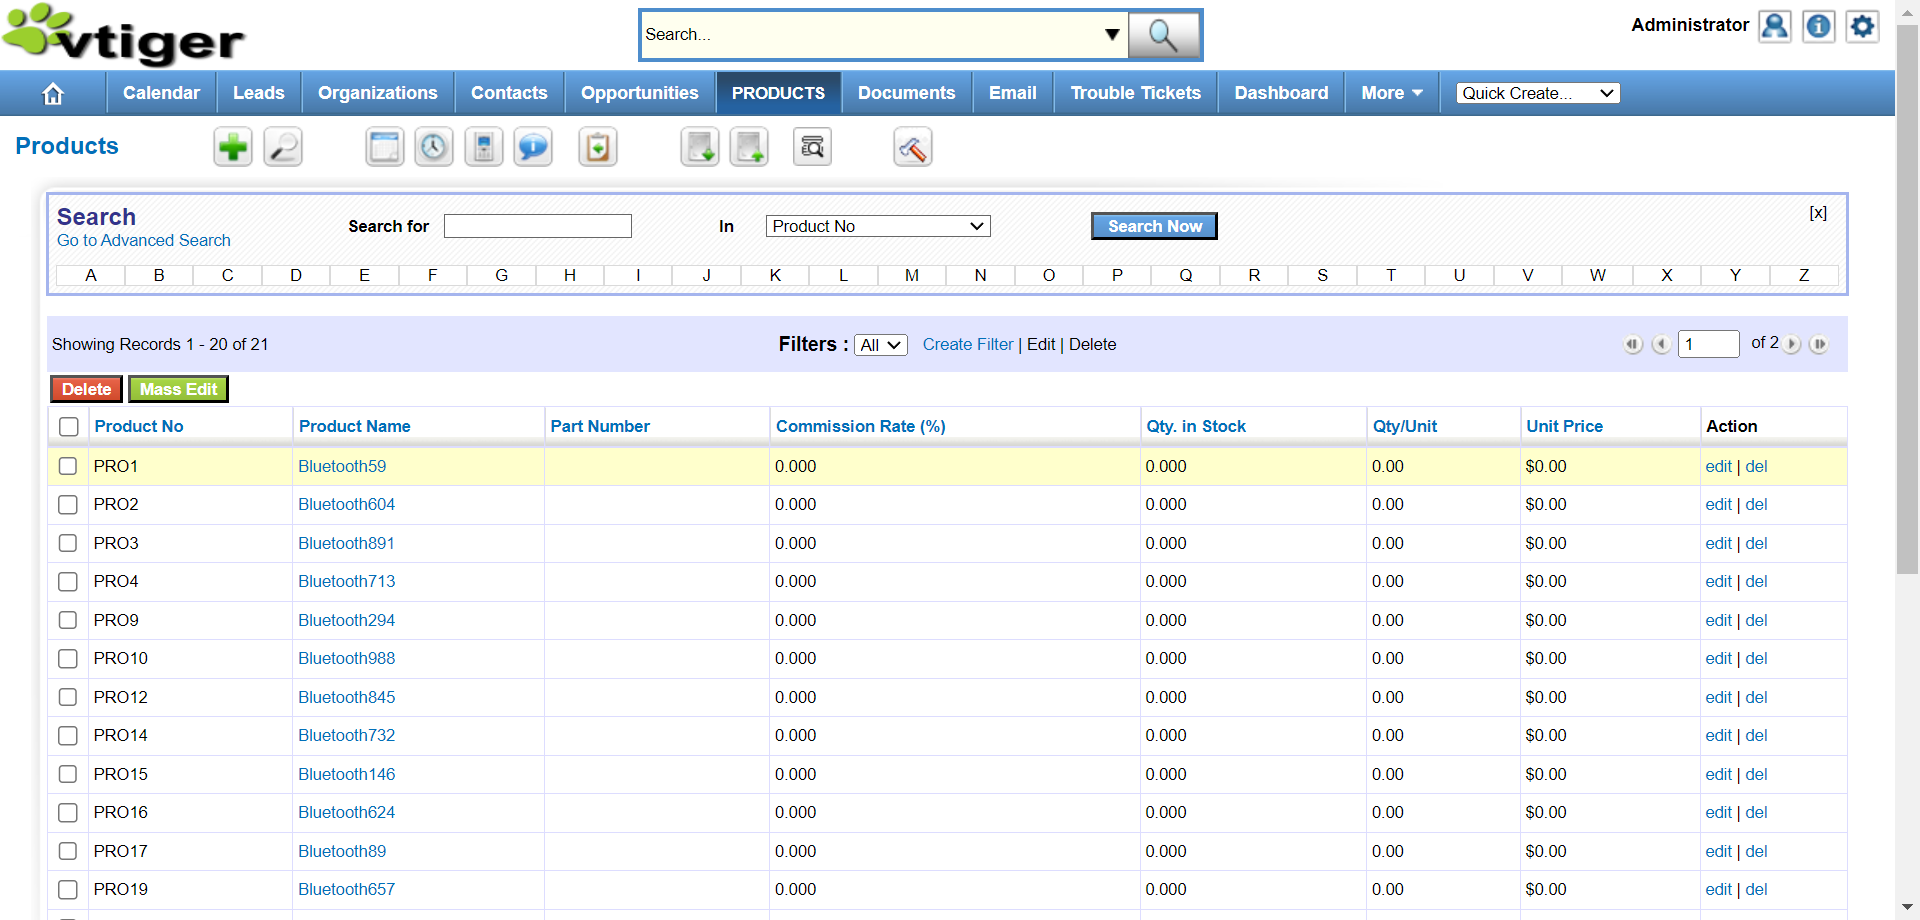 vtiger
Search...
Administrator
Calendar Leads Organizations Contacts Opportunities PRODUCTS Documents Email Trouble Tickets Dashboard More Quick Create...
Products
Search
Go to Advanced Search
Search for In Product No Search Now [x]
A B C D E F G H I J K L M N O P Q R S T U V W X Y Z
Showing Records 1 - 20 of 21 Filters : All Create Filter | Edit | Delete 1 of 2
Delete Mass Edit
Product No Product Name Part Number Commission Rate (%) Qty. in Stock Qty/Unit Unit Price Action
PRO1 Bluetooth59 0.000 0.000 0.00 $0.00 edit | del
PRO2 Bluetooth604 0.000 0.000 0.00 $0.00 edit | del
PRO3 Bluetooth891 0.000 0.000 0.00 $0.00 edit | del
PRO4 Bluetooth713 0.000 0.000 0.00 $0.00 edit | del
PRO9 Bluetooth294 0.000 0.000 0.00 $0.00 edit | del
PRO10 Bluetooth988 0.000 0.000 0.00 $0.00 edit | del
PRO12 Bluetooth845 0.000 0.000 0.00 $0.00 edit | del
PRO14 Bluetooth732 0.000 0.000 0.00 $0.00 edit | del
PRO15 Bluetooth146 0.000 0.000 0.00 $0.00 edit | del
PRO16 Bluetooth624 0.000 0.000 0.00 $0.00 edit | del
PRO17 Bluetooth89 0.000 0.000 0.00 $0.00 edit | del
PRO19 Bluetooth657 0.000 0.000 0.00 $0.00 edit | del